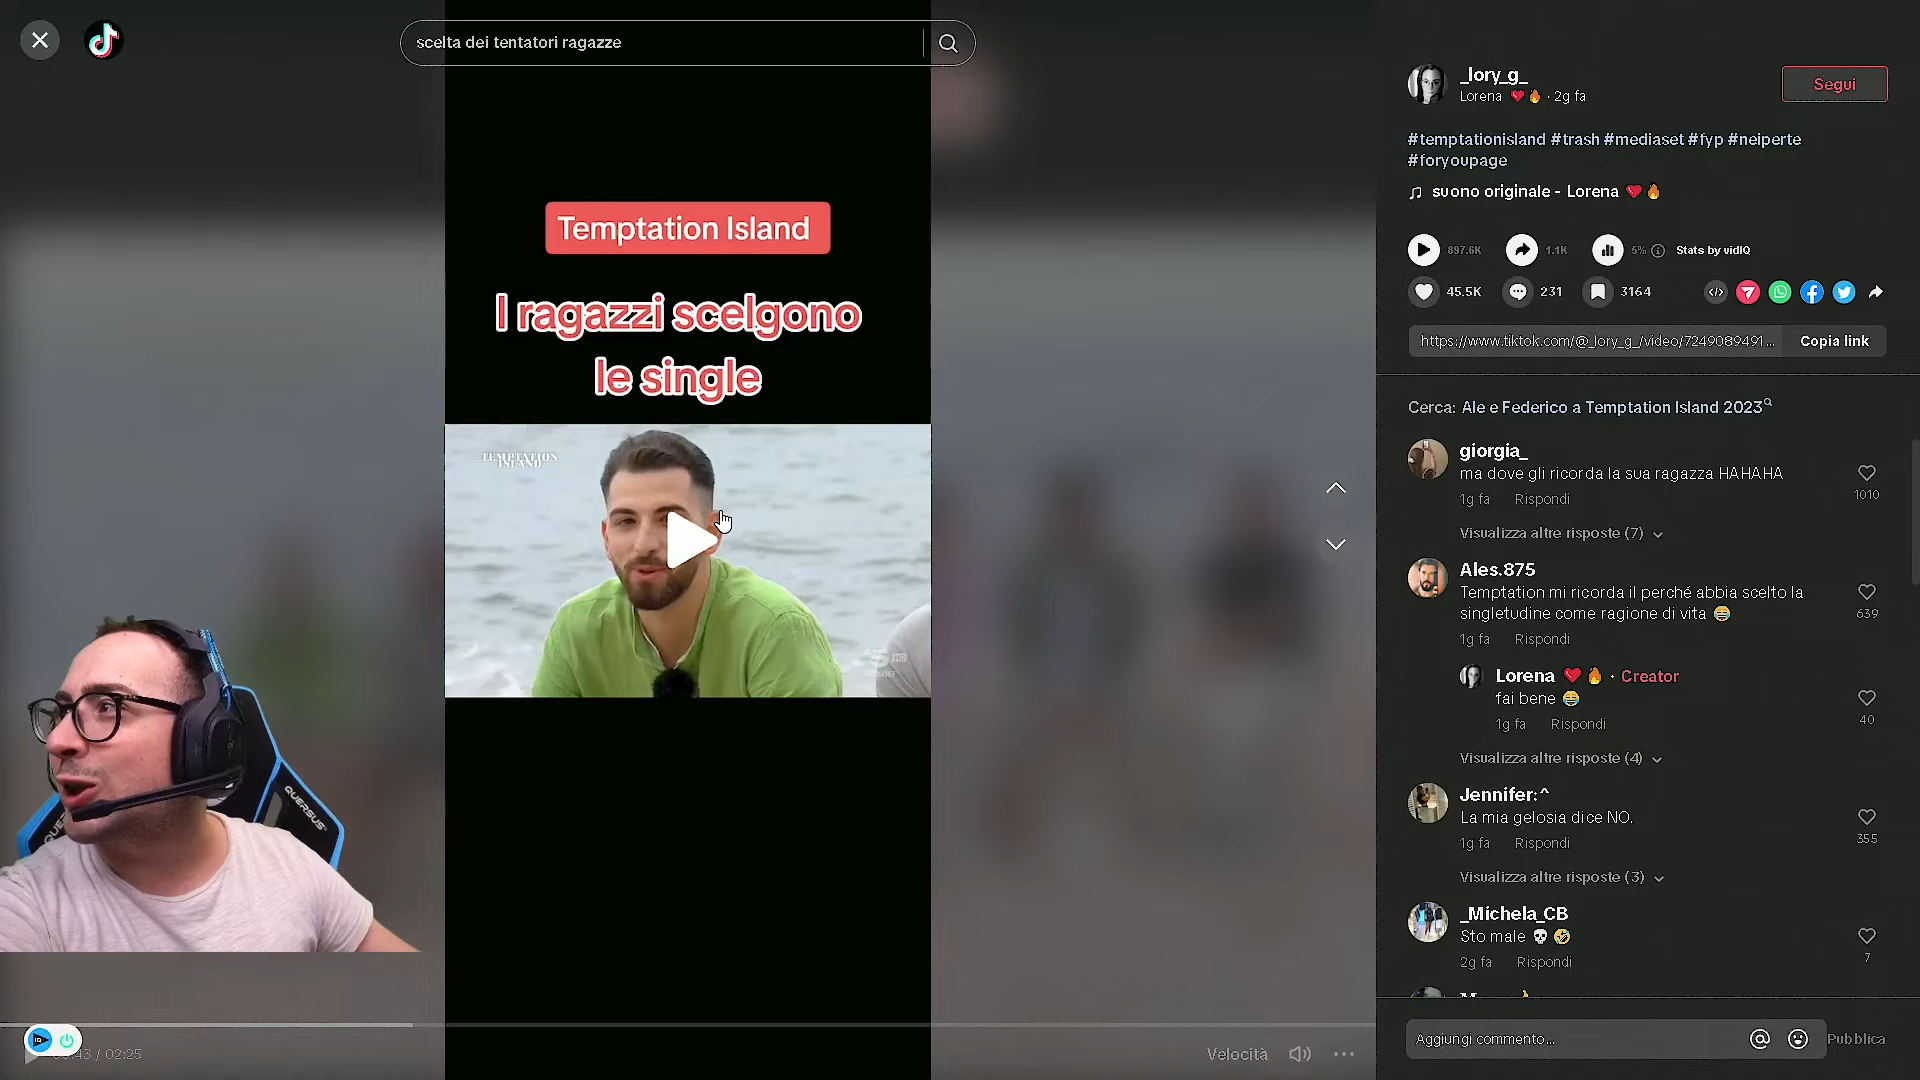 scelta dei tentatori ragazze
Temptation Island
I ragazzi scelgono
le single
TEMPTATION
ISLAND
QUERSUS
/ 02:25
Velocità
_lory_g_
Lorena ❤️🔥 · 2g fa
Segui
#temptationisland #trash #mediaset #fyp #neiperte
#foryoupage
suono originale - Lorena ❤️🔥
897.6K
1.1K
5%
Stats by vidIQ
45.5K
231
3164
https://www.tiktok.com/@_lory_g_/video/7249089491...
Copia link
Cerca: Ale e Federico a Temptation Island 2023
giorgia_
ma dove gli ricorda la sua ragazza HAHAHA
1010
1g fa Rispondi
Visualizza altre risposte (7)
Ales.875
Temptation mi ricorda il perché abbia scelto la
singletudine come ragione di vita 😂
639
1g fa Rispondi
Lorena ❤️🔥 · Creator
fai bene 😂
40
1g fa Rispondi
Visualizza altre risposte (4)
Jennifer:^
La mia gelosia dice NO.
355
1g fa Rispondi
Visualizza altre risposte (3)
_Michela_CB
Sto male 💀🤣
7
2g fa Rispondi
Aggiungi commento...
Pubblica